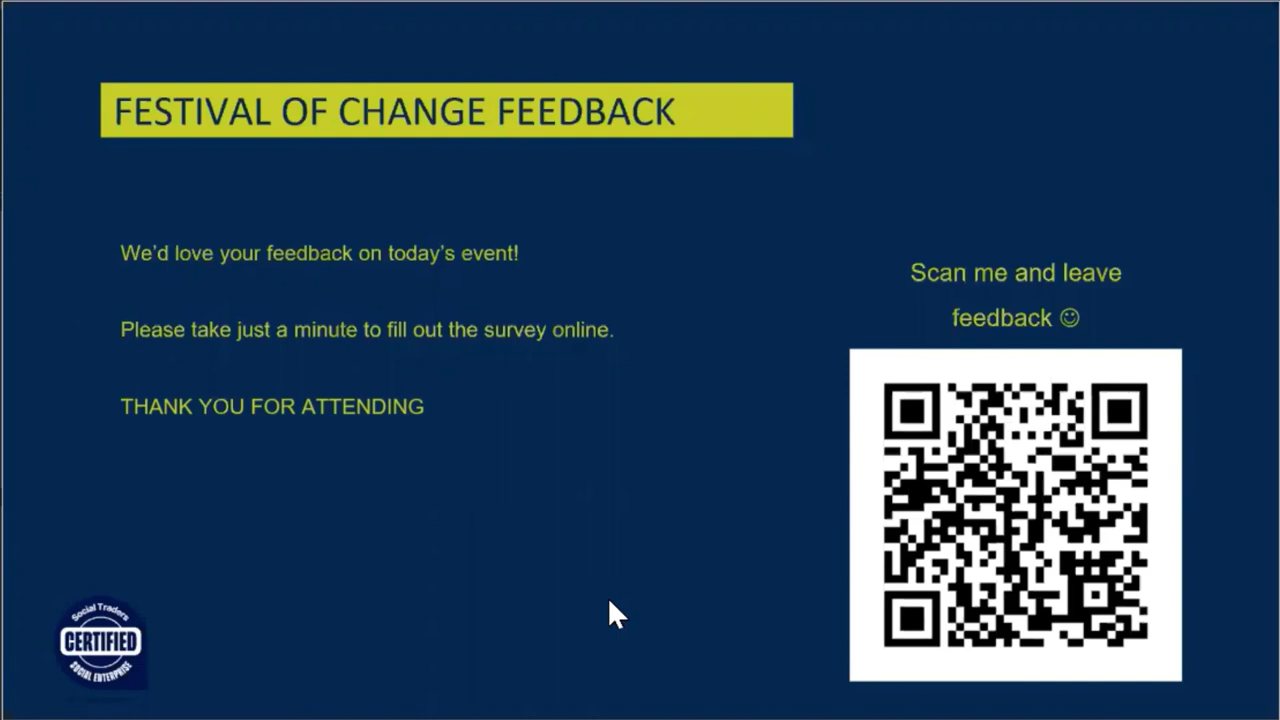 FESTIVAL OF CHANGE FEEDBACK
We’d love your feedback on today’s event!
Please take just a minute to fill out the survey online.
THANK YOU FOR ATTENDING
Scan me and leave
feedback ☺
Social Traders
CERTIFIED
SOCIAL ENTERPRISE